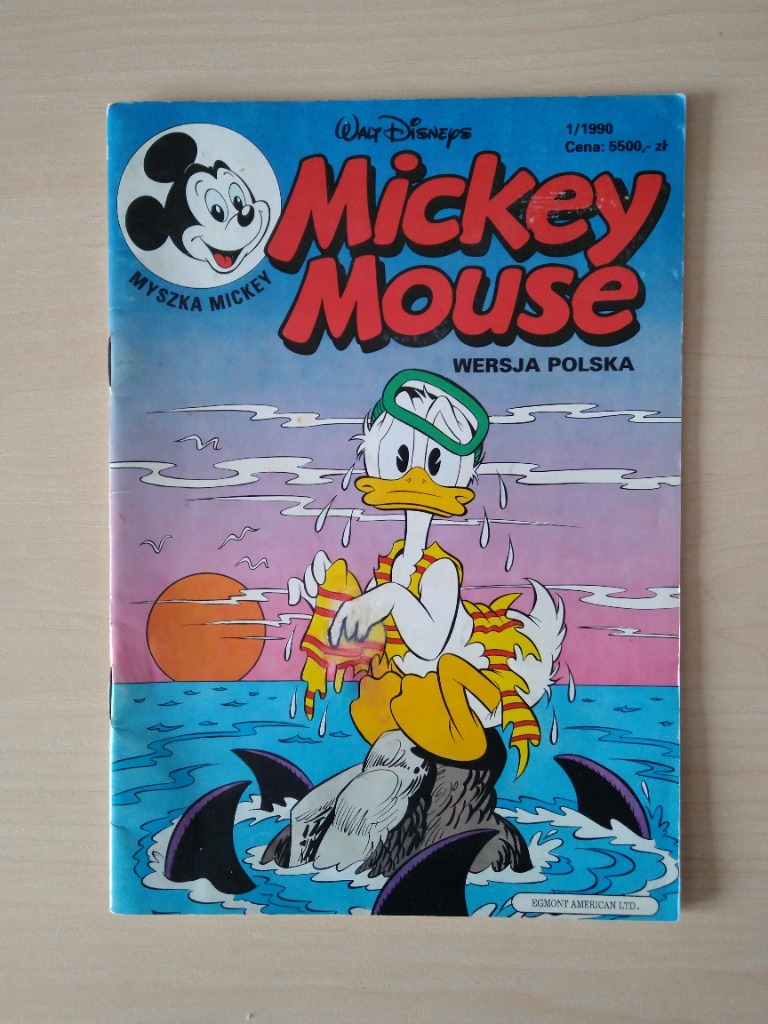 Walt Disney's
1/1990
Cena: 5500,- zł
Mickey
Mouse
MYSZKA MICKEY
WERSJA POLSKA
EGMONT AMERICAN LTD.